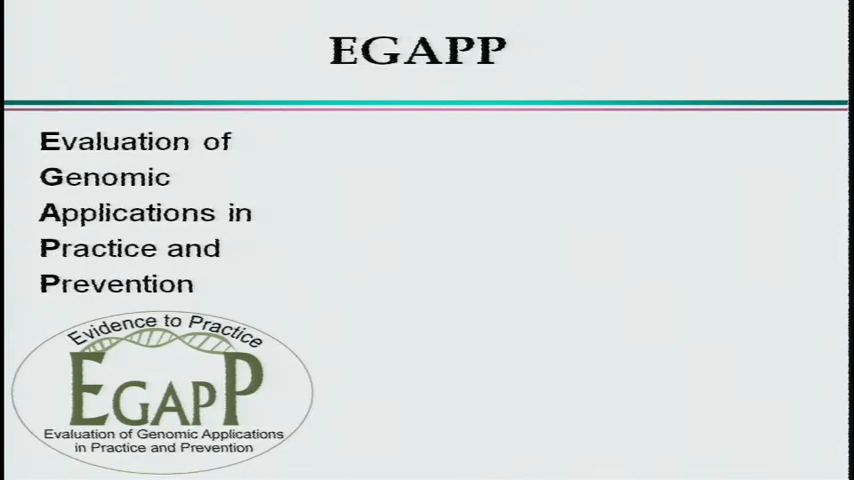 EGAPP
Evaluation of
Genomic
Applications in
Practice and
Prevention
Evidence to Practice
EGAPP
Evaluation of Genomic Applications
in Practice and Prevention